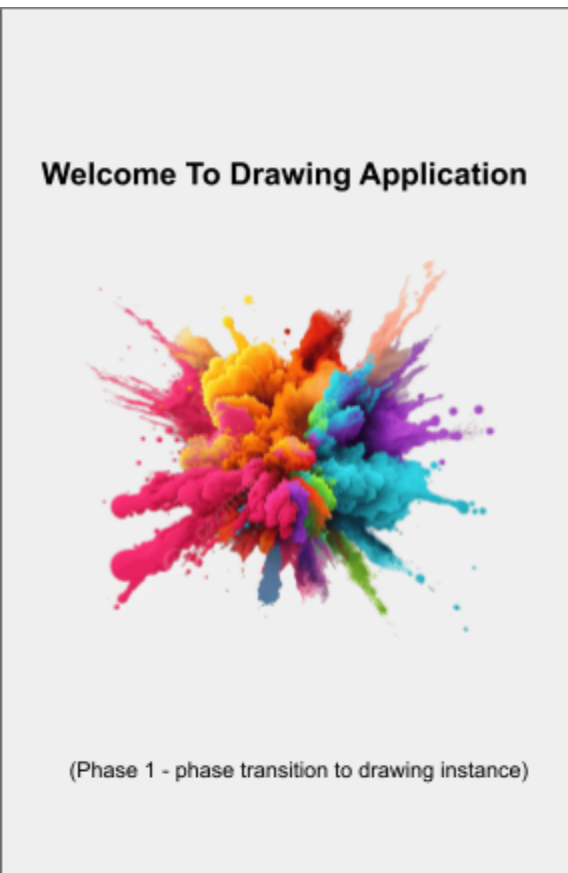 Welcome To Drawing Application
(Phase 1 - phase transition to drawing instance)